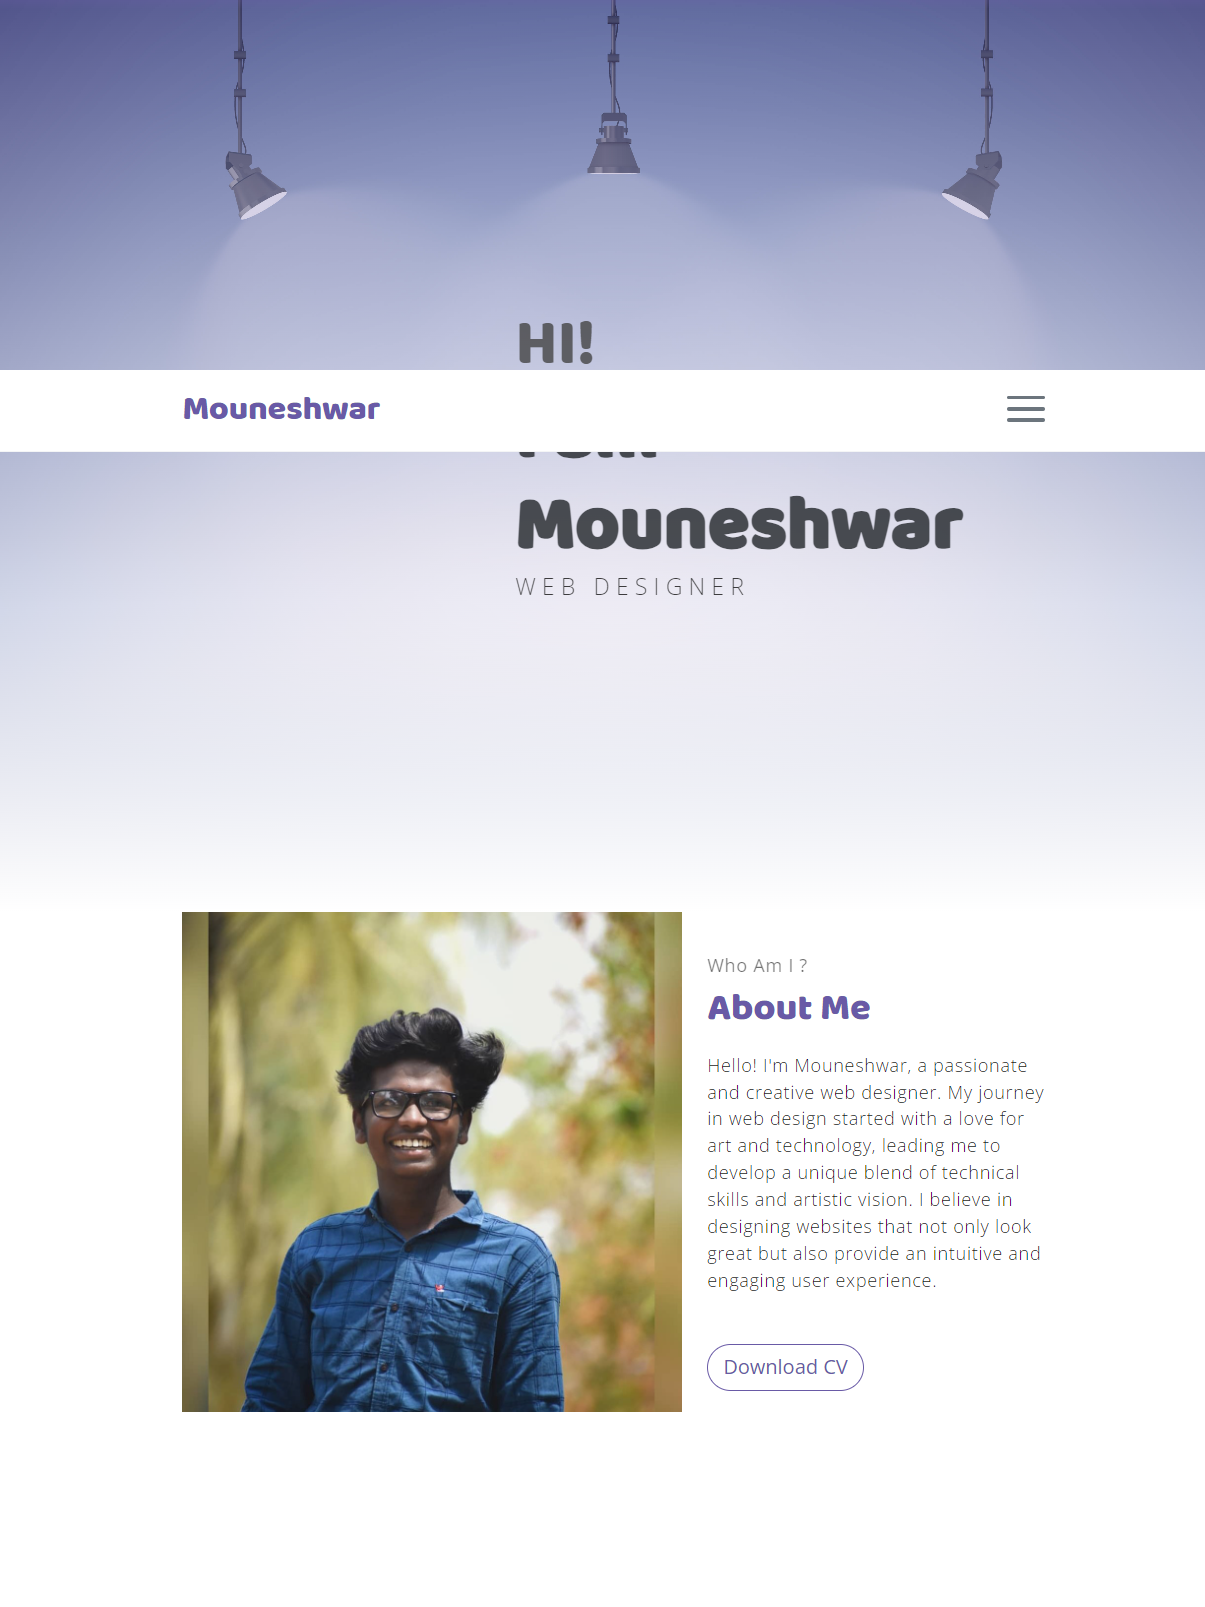 HI!
Mouneshwar
Mouneshwar
WEB DESIGNER
Who Am I ?
About Me
Hello! I'm Mouneshwar, a passionate
and creative web designer. My journey
in web design started with a love for
art and technology, leading me to
develop a unique blend of technical
skills and artistic vision. I believe in
designing websites that not only look
great but also provide an intuitive and
engaging user experience.
Download CV